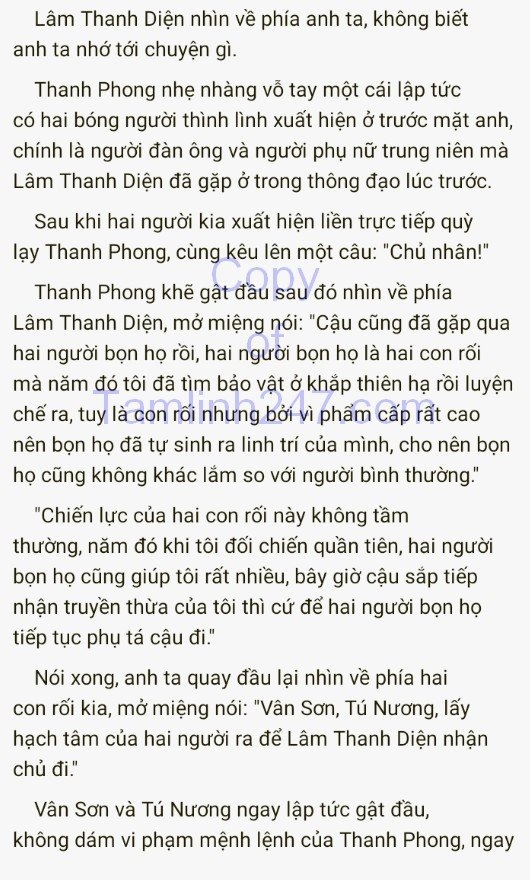 Lâm Thanh Diện nhìn về phía anh ta, không biết
anh ta nhớ tới chuyện gì.
Thanh Phong nhẹ nhàng vỗ tay một cái lập tức
có hai bóng người thình lình xuất hiện ở trước mặt anh,
chính là người đàn ông và người phụ nữ trung niên mà
Lâm Thanh Diện đã gặp ở trong thông đạo lúc trước.
Sau khi hai người kia xuất hiện liền trực tiếp quỳ
lạy Thanh Phong, cùng kêu lên một câu: "Chủ nhân!"
Copy
Thanh Phong khẽ gật đầu sau đó nhìn về phía
Lâm Thanh Diện, mở miệng nói: "Cậu cũng đã gặp qua
of
hai người bọn họ rồi, hai người bọn họ là hai con rối
mà năm đó tôi đã tìm bảo vật ở khắp thiên hạ rồi luyện
Tamlinh247.com
chế ra, tuy là con rối nhưng bởi vì phẩm cấp rất cao
nên bọn họ đã tự sinh ra linh trí của mình, cho nên bọn
họ cũng không khác lắm so với người bình thường."
"Chiến lực của hai con rối này không tầm
thường, năm đó khi tôi đối chiến quần tiên, hai người
bọn họ cũng giúp tôi rất nhiều, bây giờ cậu sắp tiếp
nhận truyền thừa của tôi thì cứ để hai người bọn họ
tiếp tục phụ tá cậu đi."
Nói xong, anh ta quay đầu lại nhìn về phía hai
con rối kia, mở miệng nói: "Vân Sơn, Tú Nương, lấy
hạch tâm của hai người ra để Lâm Thanh Diện nhận
chủ đi."
Vân Sơn và Tú Nương ngay lập tức gật đầu,
không dám vi phạm mệnh lệnh của Thanh Phong, ngay